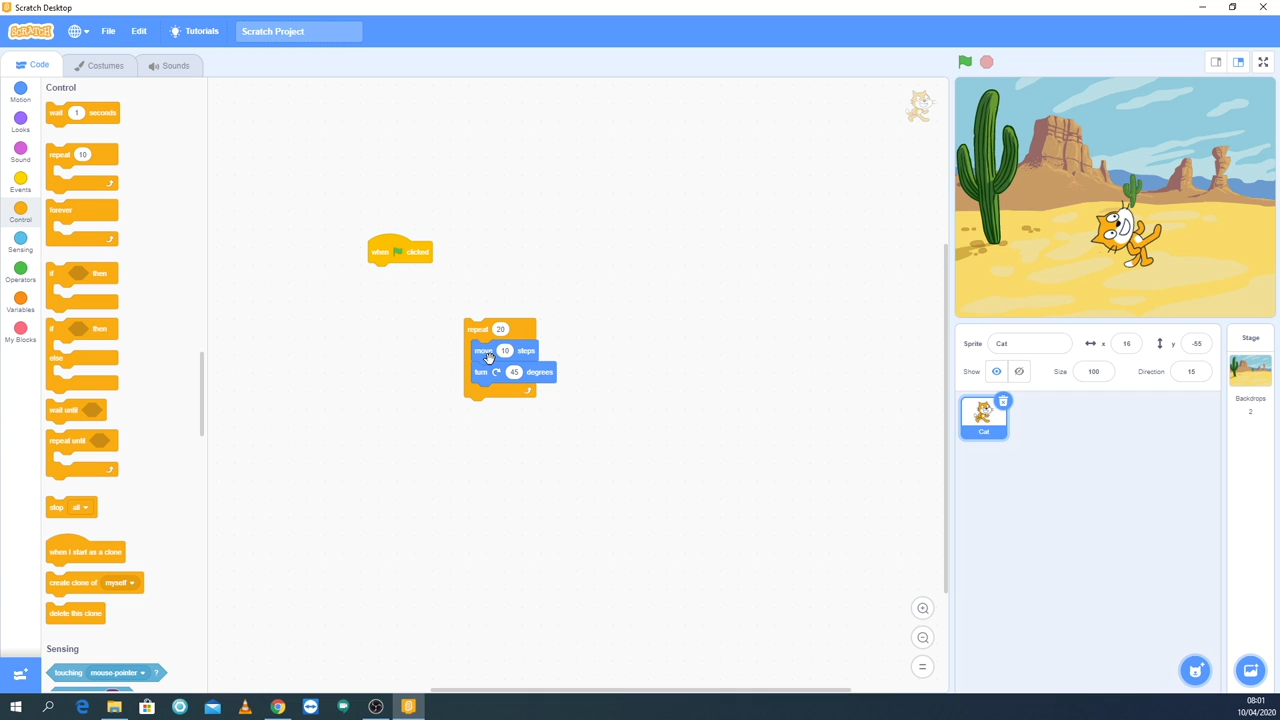 Scratch Desktop
SCRATCH
File
Edit
Tutorials
Scratch Project
Code
Costumes
Sounds
Motion
Looks
Sound
Events
Control
Sensing
Operators
Variables
My Blocks
Control
wait 1 seconds
repeat 10
forever
if then
if then
else
wait until
repeat until
stop all
when I start as a clone
create clone of myself
delete this clone
Sensing
touching mouse-pointer ?
when clicked
repeat 20
move 10 steps
turn 45 degrees
Sprite Cat x 16 y -55
Show Size 100 Direction 15
Cat
Stage
Backdrops
2
08:01
10/04/2020